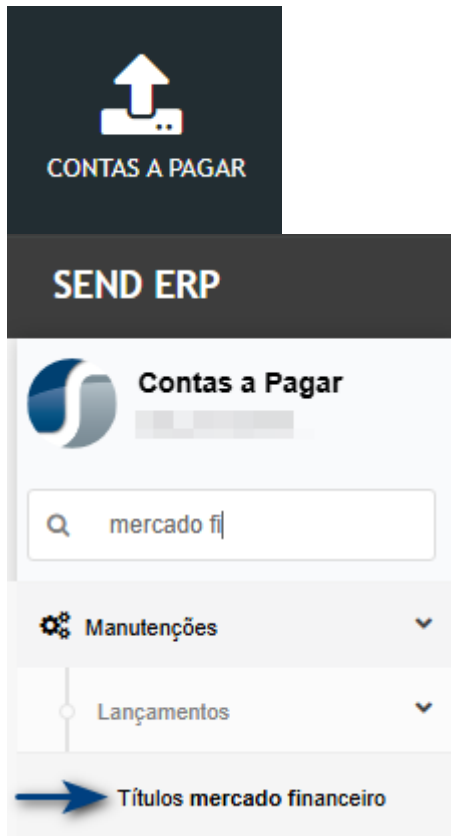 CONTAS A PAGAR
SEND ERP
Contas a Pagar
mercado fi
Manutenções
Lançamentos
Títulos mercado financeiro